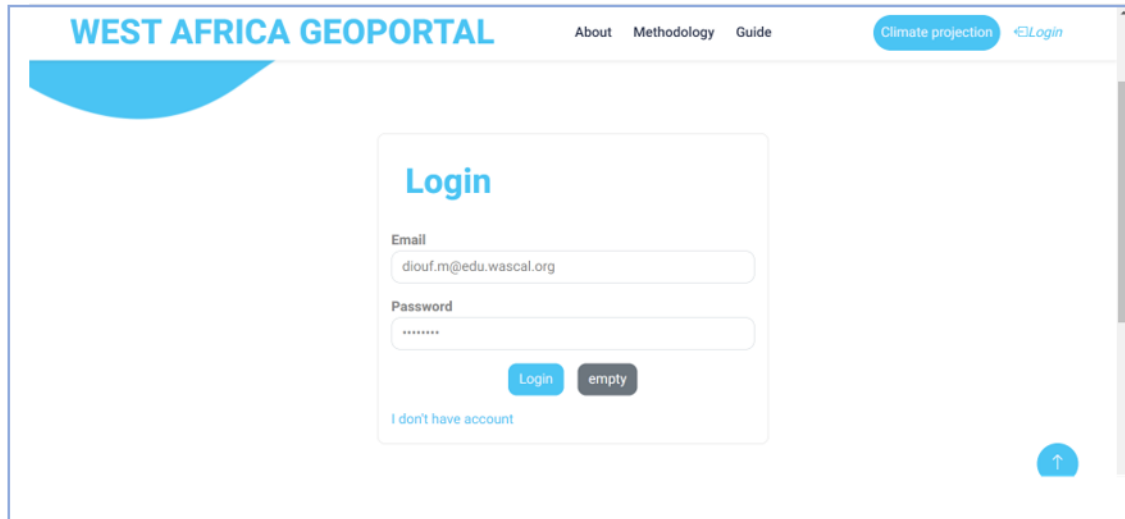 WEST AFRICA GEOPORTAL About Methodology Guide Climate projection Login
Login
Email
diouf.m@edu.wascal.org
Password
••••••••
Login empty
I don't have account